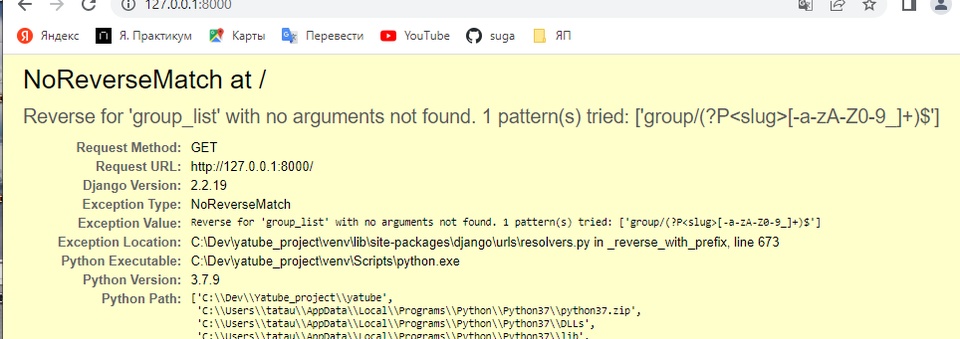 127.0.0.1:8000
Яндекс Я. Практикум Карты Перевести YouTube suga ЯП
NoReverseMatch at /
Reverse for 'group_list' with no arguments not found. 1 pattern(s) tried: ['group/(?P<slug>[-a-zA-Z0-9_]+)$']
Request Method: GET
Request URL: http://127.0.0.1:8000/
Django Version: 2.2.19
Exception Type: NoReverseMatch
Exception Value: Reverse for 'group_list' with no arguments not found. 1 pattern(s) tried: ['group/(?P<slug>[-a-zA-Z0-9_]+)$']
Exception Location: C:\Dev\yatube_project\venv\lib\site-packages\django\urls\resolvers.py in _reverse_with_prefix, line 673
Python Executable: C:\Dev\yatube_project\venv\Scripts\python.exe
Python Version: 3.7.9
Python Path: ['C:\\Dev\\Yatube_project\\yatube',
'C:\\Users\\tatau\\AppData\\Local\\Programs\\Python\\Python37\\python37.zip',
'C:\\Users\\tatau\\AppData\\Local\\Programs\\Python\\Python37\\DLLs',
'C:\\Users\\tatau\\AppData\\Local\\Programs\\Python\\Python37\\lib',